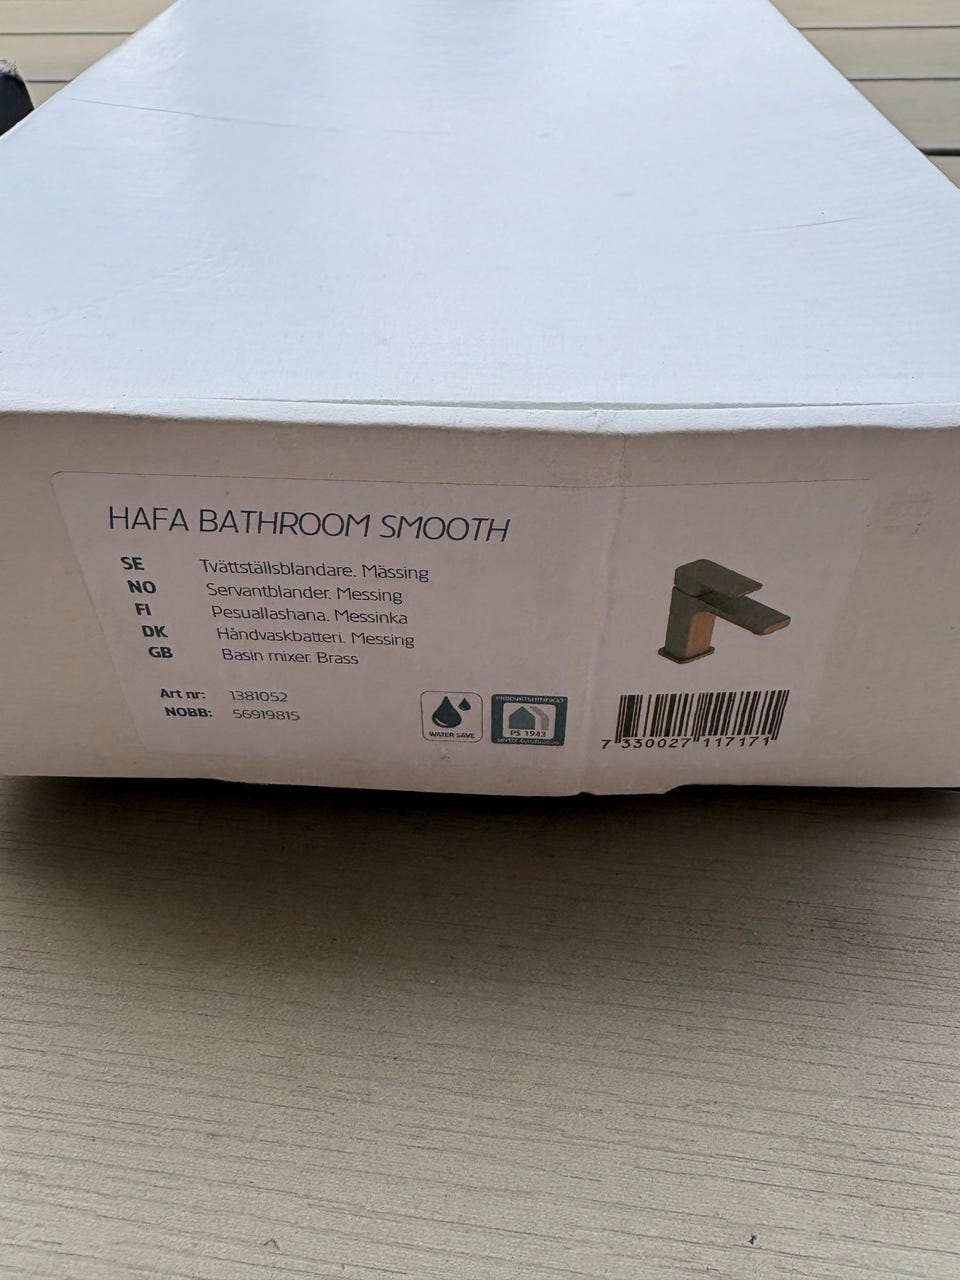 HAFA BATHROOM SMOOTH
SE Tvättställsblandare. Mässing
NO Servantblander. Messing
FI Pesuallashana. Messinka
DK Håndvaskbatteri. Messing
GB Basin mixer. Brass
Art nr: 1381052
NOBB: 56919815
WATER SAVE
PRODUKTCERTIFIKAT
PS 1943
7 330027 117171